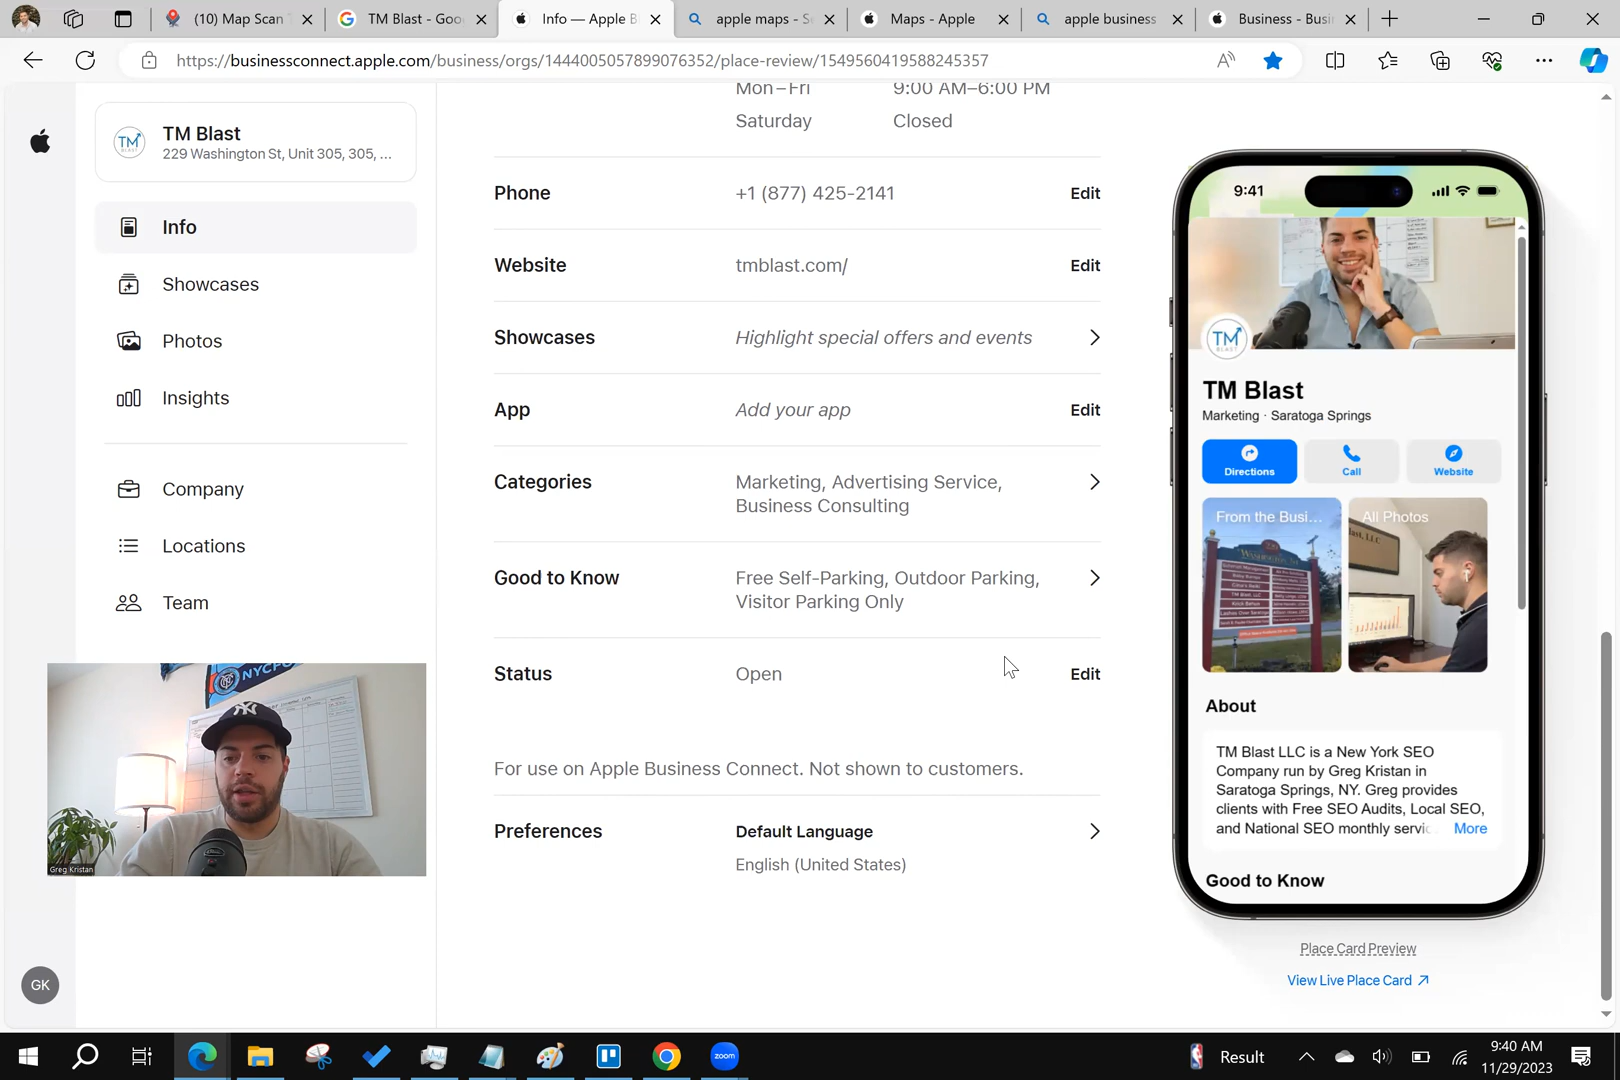 (10) Map Scan
TM Blast - Goo
Info — Apple B
apple maps - S
Maps - Apple
apple business
Business - Busi
https://businessconnect.apple.com/business/orgs/1444005057899076352/place-review/1549560419588245357
TM Blast
229 Washington St, Unit 305, 305, ...
Info
Showcases
Photos
Insights
Company
Locations
Team
NYCFC
Greg Kristan
GK
Mon–Fri 9:00 AM–6:00 PM
Saturday Closed
Phone +1 (877) 425-2141 Edit
Website tmblast.com/ Edit
Showcases Highlight special offers and events
App Add your app Edit
Categories Marketing, Advertising Service,
Business Consulting
Good to Know Free Self-Parking, Outdoor Parking,
Visitor Parking Only
Status Open Edit
For use on Apple Business Connect. Not shown to customers.
Preferences Default Language
English (United States)
9:41
TM
BLAST
TM Blast
Marketing · Saratoga Springs
Directions
Call
Website
From the Busi...
All Photos
About
TM Blast LLC is a New York SEO
Company run by Greg Kristan in
Saratoga Springs, NY. Greg provides
clients with Free SEO Audits, Local SEO,
and National SEO monthly servic More
Good to Know
Place Card Preview
View Live Place Card
zoom
Result
9:40 AM
11/29/2023